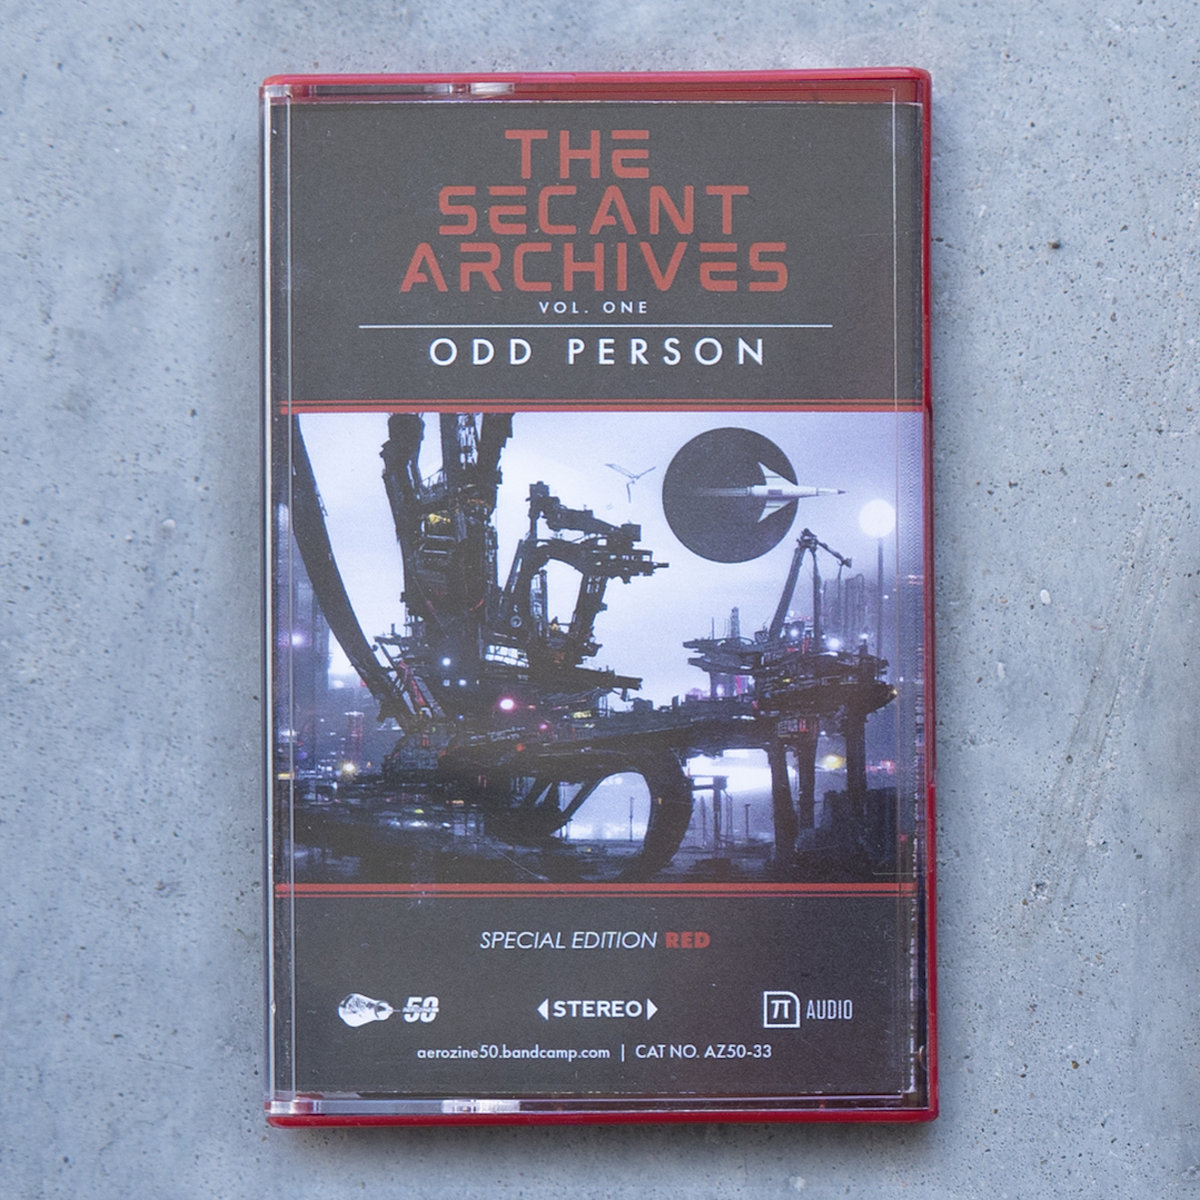 THE
SECANT
ARCHIVES
VOL. ONE
ODD PERSON
SPECIAL EDITION RED
50
STEREO
π AUDIO
aerozine50.bandcamp.com | CAT NO. AZ50-33